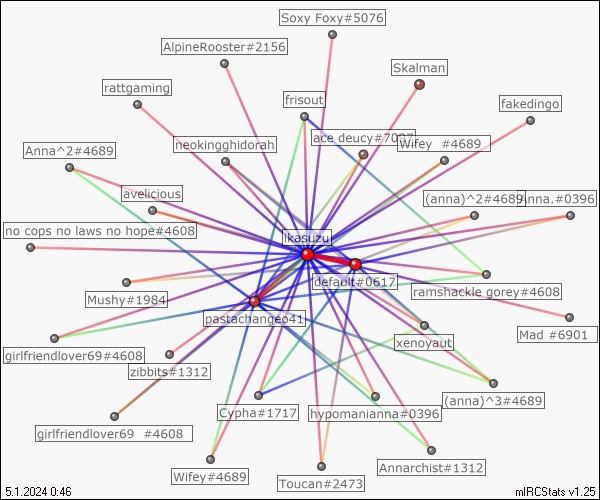 Soxy Foxy#5076
AlpineRooster#2156
Skalman
rattgaming
frisout
fakedingo
ace deucy#7087
Wifey #4689
neokingghidorah
Anna^2#4689
avelicious
(anna)^2#4689
Anna.#0396
no cops no laws no hope#4608
ikasuzu
default#0617
Mushy#1984
ramshackle gorey#4608
pastachangeo41
Mad #6901
xenoyaut
girlfriendlover69#4608
zibbits#1312
(anna)^3#4689
Cypha#1717
hypomanianna#0396
girlfriendlover69 #4608
Annarchist#1312
Wifey#4689
Toucan#2473
5.1.2024 0:46
mIRCStats v1.25